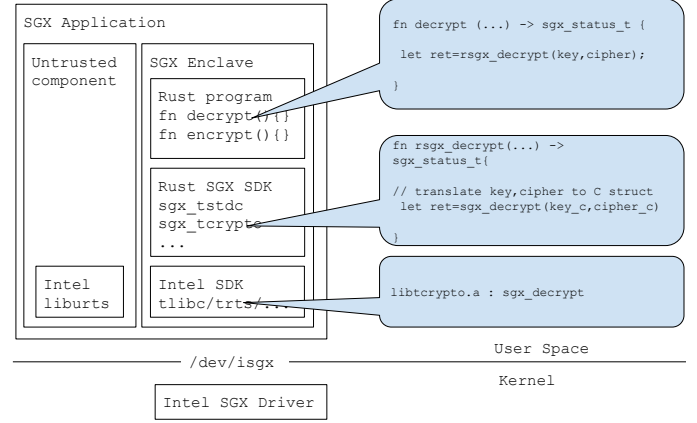 SGX Application
Untrusted
component
Intel
liburts
SGX Enclave
Rust program
fn decrypt(){}
fn encrypt(){}
Rust SGX SDK
sgx_tstdc
sgx_tcrypto
...
Intel SDK
tlibc/trts/...
fn decrypt (...) -> sgx_status_t {
let ret=rsgx_decrypt(key,cipher);
}
fn rsgx_decrypt(...) ->
sgx_status_t{
// translate key,cipher to C struct
let ret=sgx_decrypt(key_c,cipher_c)
}
libtcrypto.a : sgx_decrypt
User Space
/dev/isgx
Kernel
Intel SGX Driver